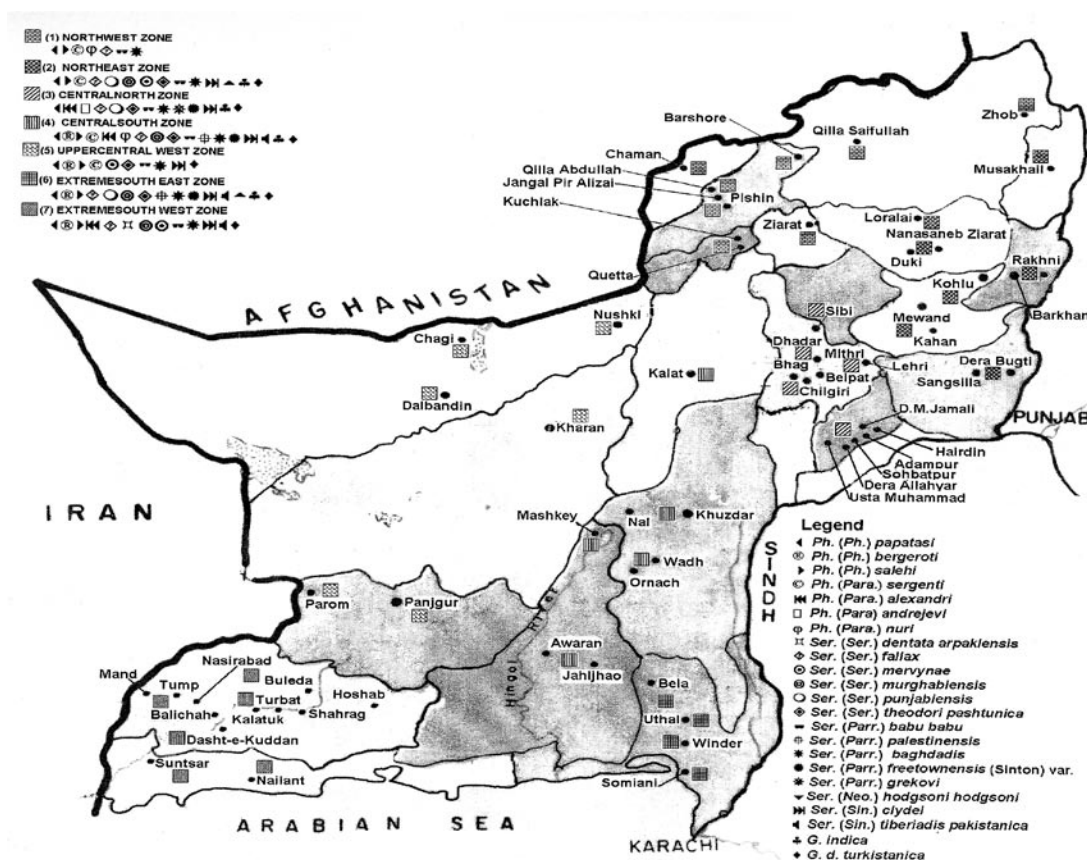 (1) NORTHWEST ZONE
(2) NORTHEAST ZONE
(3) CENTRALNORTH ZONE
(4) CENTRALSOUTH ZONE
(5) UPPERCENTRAL WEST ZONE
(6) EXTREMESOUTH EAST ZONE
(7) EXTREMESOUTH WEST ZONE
Barshore
Qilla Saifullah
Zhob
Chaman
Musakhail
Qilla Abdullah
Jangal Pir Alizai
Pishin
Kuchlak
Ziarat
Loralai
Nanasaneb Ziarat
Duki
Rakhni
Quetta
Kohlu
AFGHANISTAN
Nushki
Sibi
Mewand
Barkhan
Chagi
Dhadar
Kahan
Mithri
Dera Bugti
Kalat
Bhag
Belpat
Lehri
Sangsilla
Dalbandin
Chilgiri
D.M.Jamali
PUNJAB
Kharan
Hairdin
Adampur
Sohbatpur
Dera Allahyar
Usta Muhammad
IRAN
Mashkey
Nal
Khuzdar
SINDH
Wadh
Ornach
Parom
Panjgur
River
Hingol
Awaran
Jahljhao
Nasirabad
Mand
Tump
Buleda
Hoshab
Turbat
Bela
Balichah
Kalatuk
Shahrag
Uthal
Dasht-e-Kuddan
Winder
Suntsar
Nailant
Somiani
ARABIAN SEA
KARACHI
Legend
Ph. (Ph.) papatasi
Ph. (Ph.) bergeroti
Ph. (Ph.) salehi
Ph. (Para.) sergenti
Ph. (Para.) alexandri
Ph. (Para) andrejevi
Ph. (Para.) nuri
Ser. (Ser.) dentata arpaklensis
Ser. (Ser.) fallax
Ser. (Ser.) mervynae
Ser. (Ser.) murghabiensis
Ser. (Ser.) punjabiensis
Ser. (Ser.) theodori pashtunica
Ser. (Parr.) babu babu
Ser. (Parr.) palestinensis
Ser. (Parr.) baghdadis
Ser. (Parr.) freetownensis (Sinton) var.
Ser. (Parr.) grekovi
Ser. (Neo.) hodgsoni hodgsoni
Ser. (Sin.) clydei
Ser. (Sin.) tiberiadis pakistanica
G. indica
G. d. turkistanica